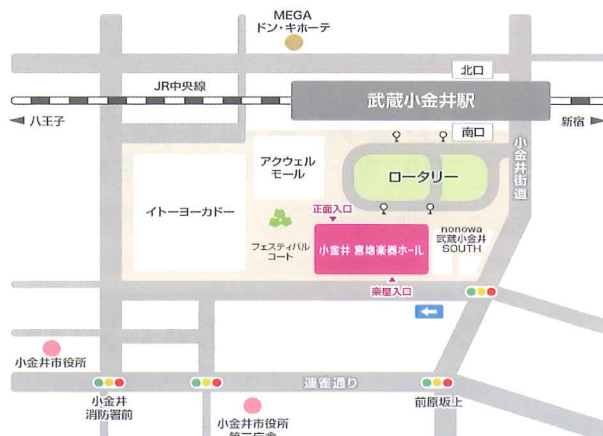 MEGA
ドン・キホーテ
北口
JR中央線
武蔵小金井駅
八王子
新宿
南口
小金井街道
アクウェル
モール
ロータリー
イトーヨーカドー
正面入口
フェスティバル
コート
小金井 宮地楽器ホール
nonowa
武蔵小金井
SOUTH
楽屋入口
小金井市役所
連雀通り
小金井
消防署前
前原坂上
小金井市役所
第二庁舎